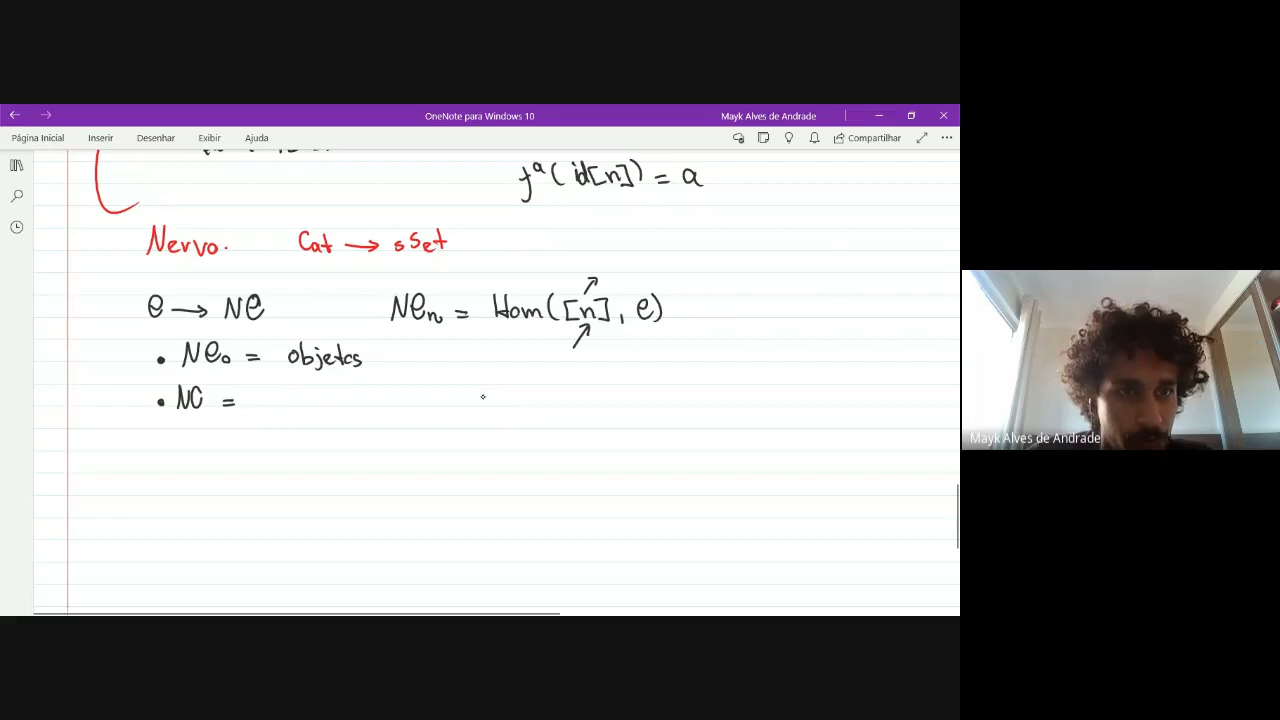 OneNote para Windows 10
Mayk Alves de Andrade
Página Inicial Inserir Desenhar Exibir Ajuda
Compartilhar
f^a(id[n]) = a
Nervo. Cat → sSet
C → NC NC_n = Hom([n], C)
• NC_0 = objetos
• NC =
Mayk Alves de Andrade